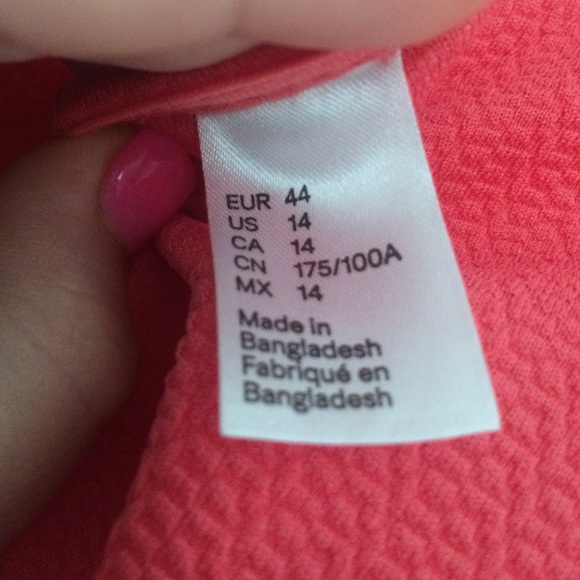 EUR 44
US 14
CA 14
CN 175/100A
MX 14
Made in
Bangladesh
Fabriqué en
Bangladesh